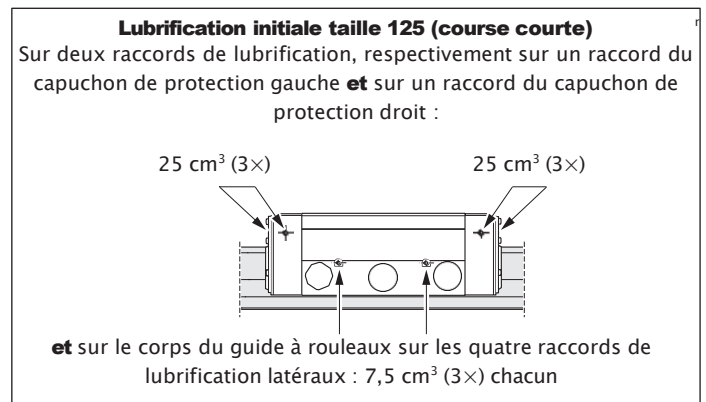 Lubrification initiale taille 125 (course courte)
r
Sur deux raccords de lubrification, respectivement sur un raccord du
capuchon de protection gauche et sur un raccord du capuchon de
protection droit :
25 cm³ (3×)
25 cm³ (3×)
et sur le corps du guide à rouleaux sur les quatre raccords de
lubrification latéraux : 7,5 cm³ (3×) chacun